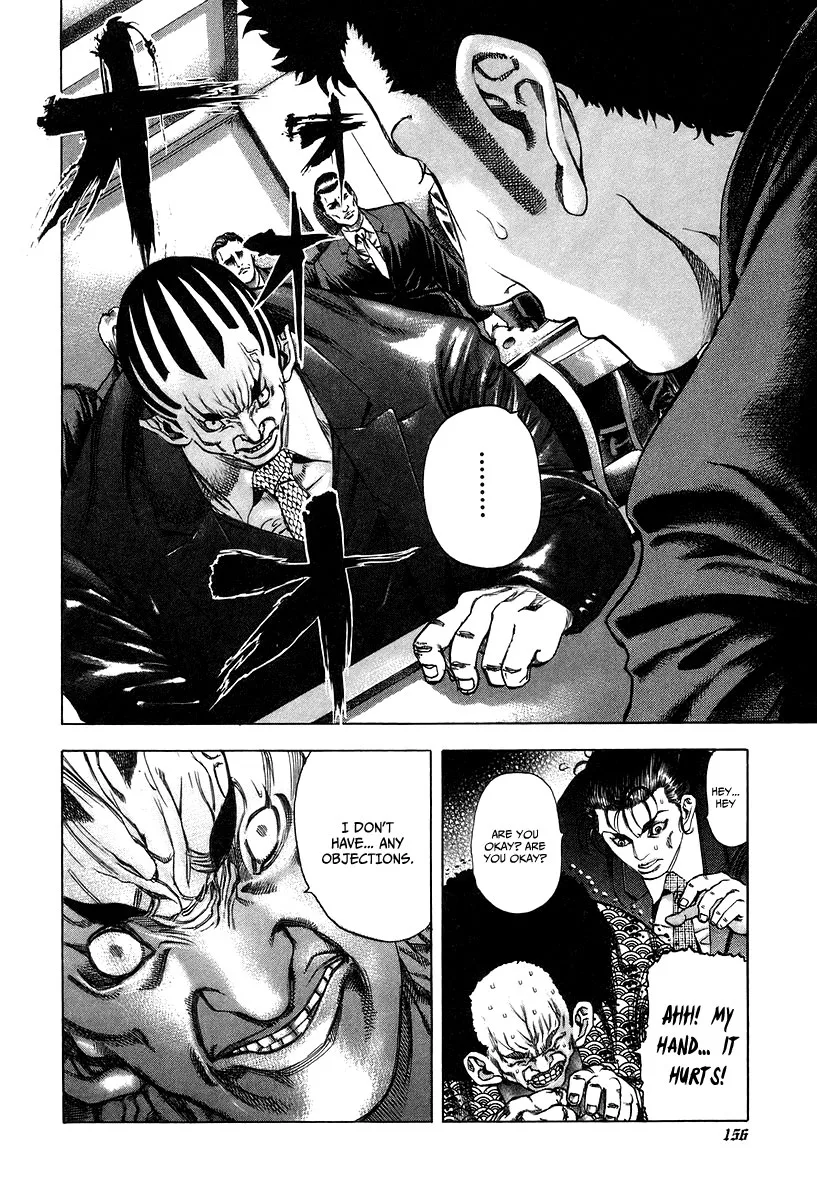 オ
オ
オ
オ
.........
HEY...
HEY
ARE YOU
OKAY? ARE
YOU OKAY?
AHH! MY
HAND... IT
HURTS!
I DON'T
HAVE... ANY
OBJECTIONS.
156